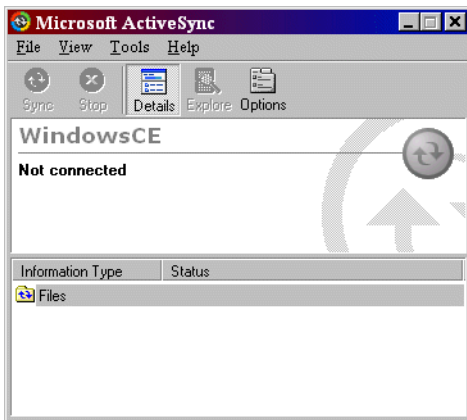 Microsoft ActiveSync
File View Tools Help
Sync Stop Details Explore Options
WindowsCE
Not connected
Information Type Status
Files